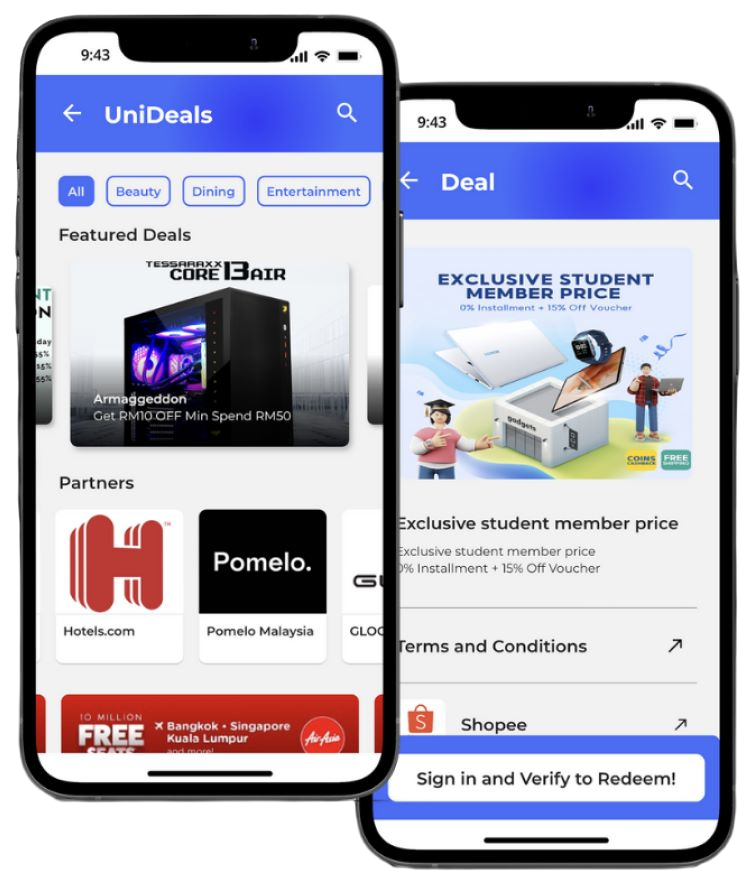 9:43
UniDeals
All
Beauty
Dining
Entertainment
Featured Deals
NT
N
day
55%
15%
55%
TESSARAXX
CORE 13 AIR
Armaggeddon
Get RM10 OFF Min Spend RM50
Partners
H
Hotels.com
Pomelo.
Pomelo Malaysia
GL
GLOC
10 MILLION
FREE
SEATS
Bangkok • Singapore
Kuala Lumpur
and more!
AirAsia
9:43
Deal
EXCLUSIVE STUDENT
MEMBER PRICE
0% Installment + 15% Off Voucher
gadgets
COINS
CASHBACK
FREE
SHIPPING
Exclusive student member price
Exclusive student member price
0% Installment + 15% Off Voucher
Terms and Conditions
S
Shopee
Sign in and Verify to Redeem!